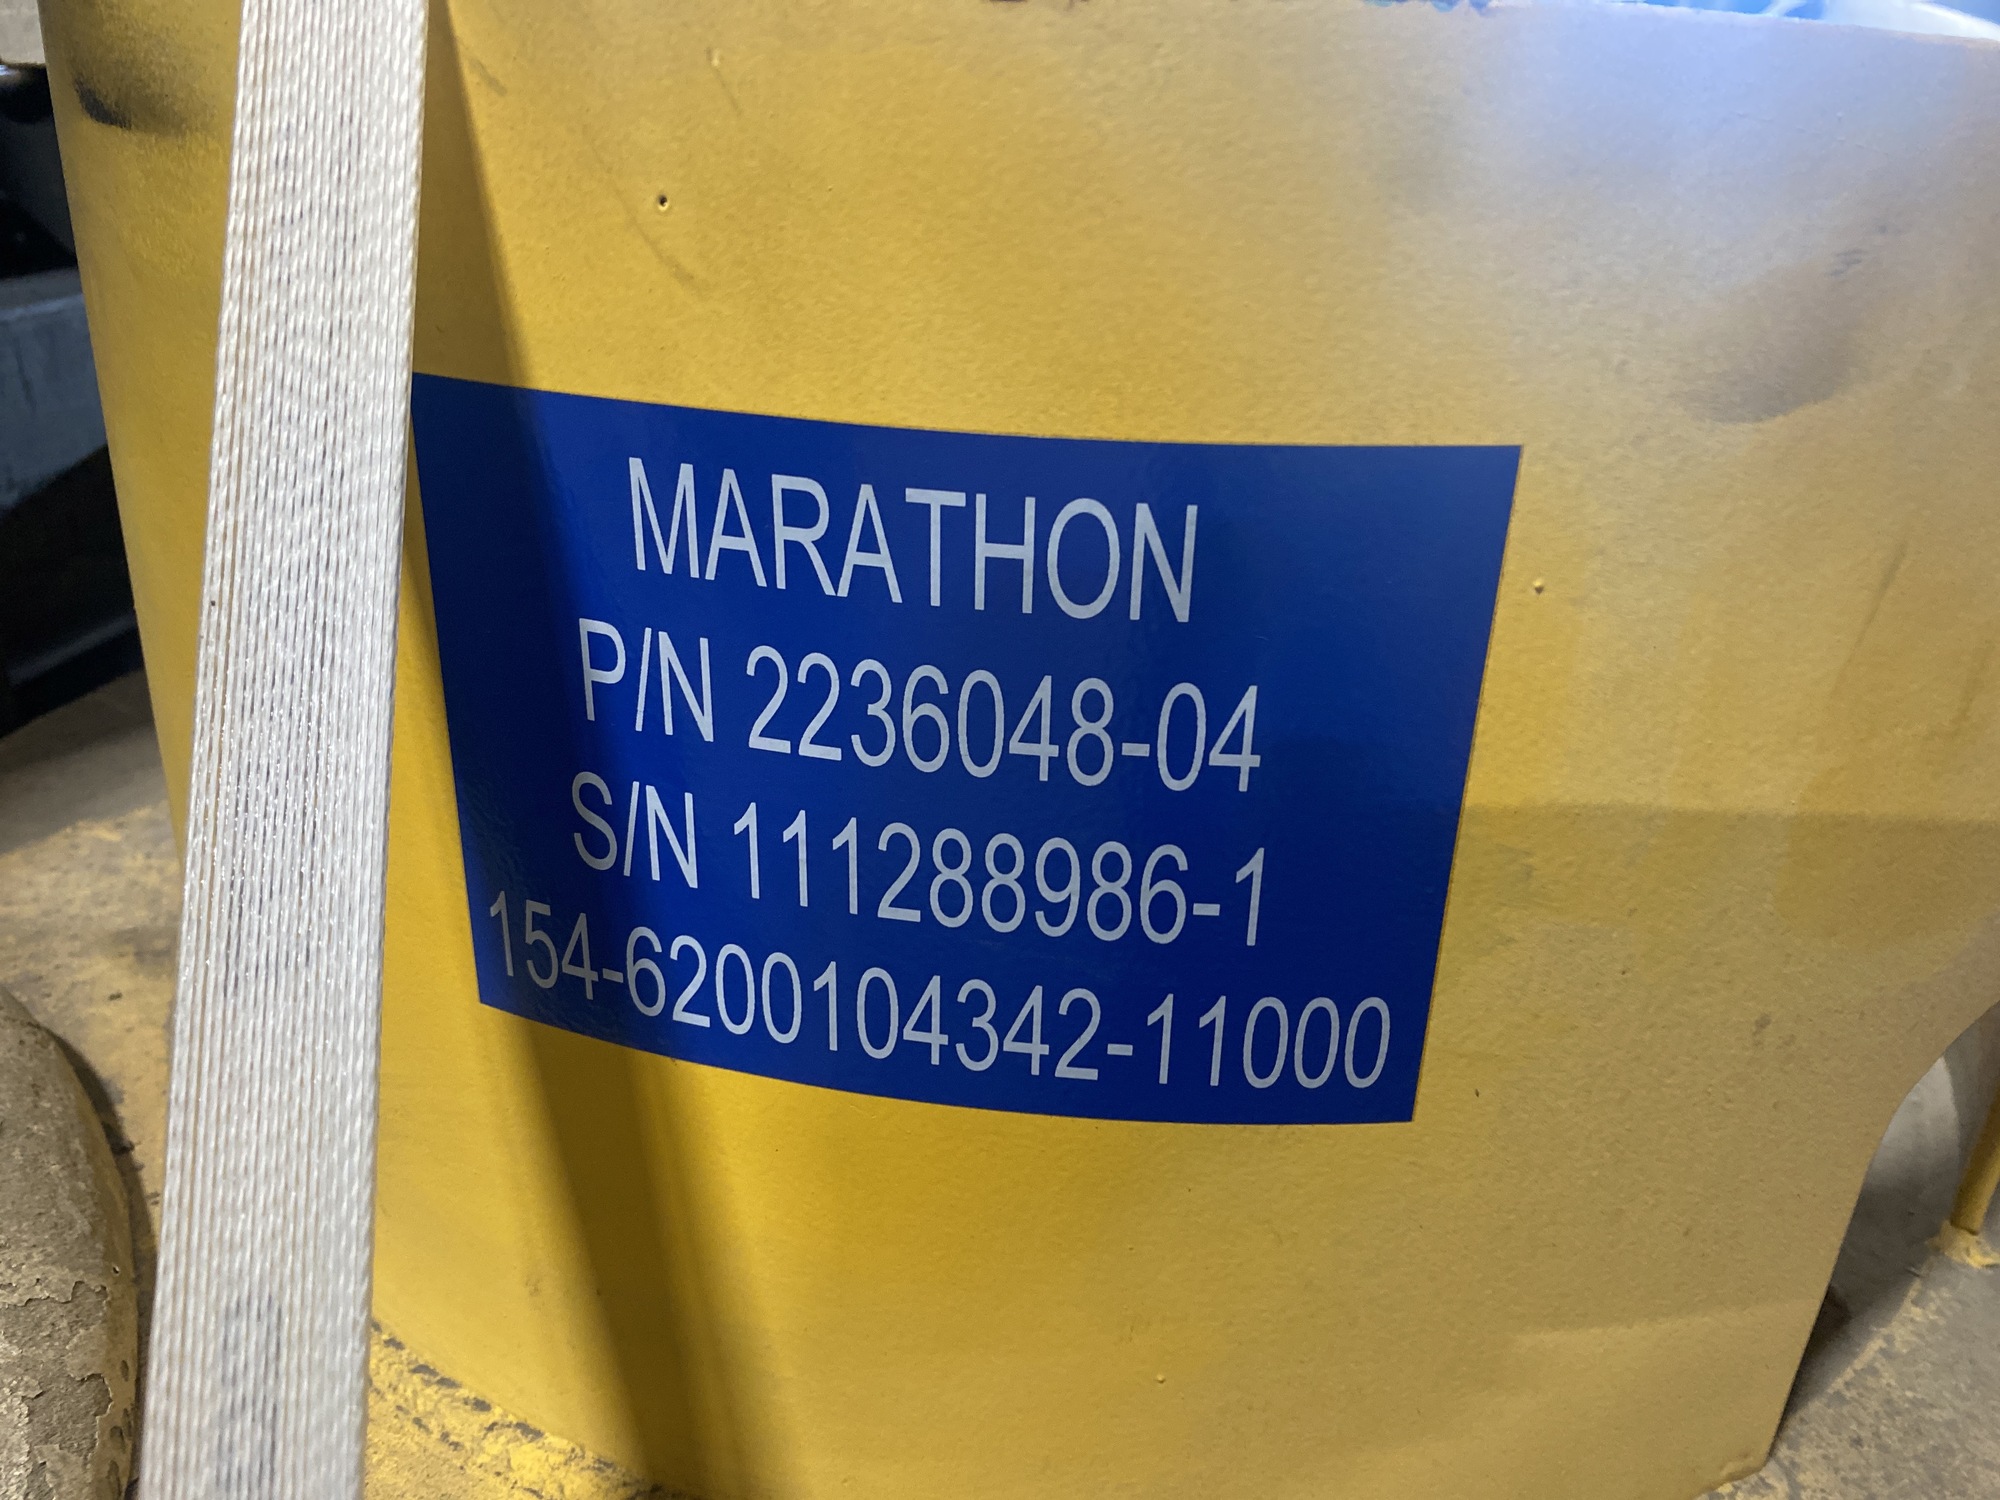 MARATHON
P/N 2236048-04
S/N 111288986-1
154-6200104342-11000